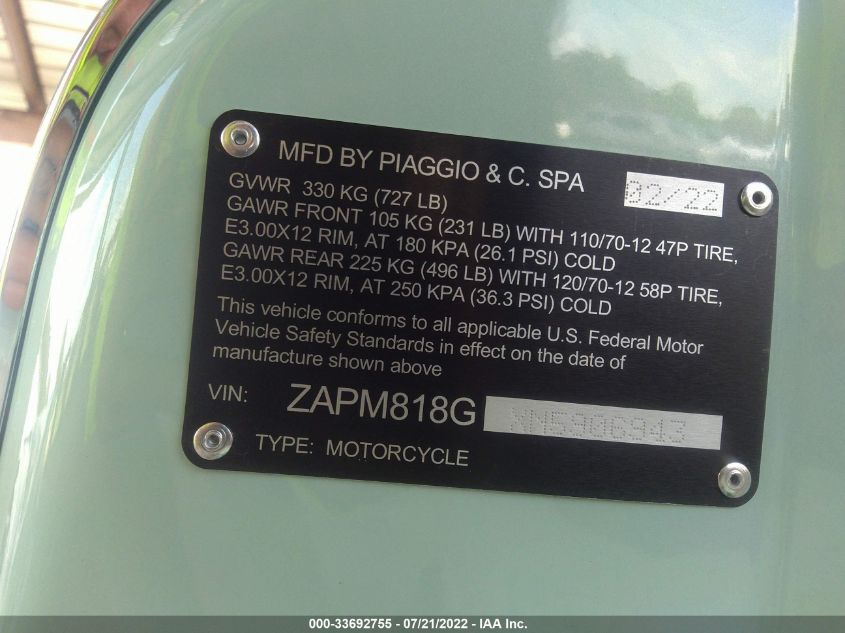 MFD BY PIAGGIO & C. SPA 02/22
GVWR 330 KG (727 LB)
GAWR FRONT 105 KG (231 LB) WITH 110/70-12 47P TIRE,
E3.00X12 RIM, AT 180 KPA (26.1 PSI) COLD
GAWR REAR 225 KG (496 LB) WITH 120/70-12 58P TIRE,
E3.00X12 RIM, AT 250 KPA (36.3 PSI) COLD
This vehicle conforms to all applicable U.S. Federal Motor
Vehicle Safety Standards in effect on the date of
manufacture shown above
VIN: ZAPM818G XN5906943
TYPE: MOTORCYCLE
000-33692755 - 07/21/2022 - IAA Inc.